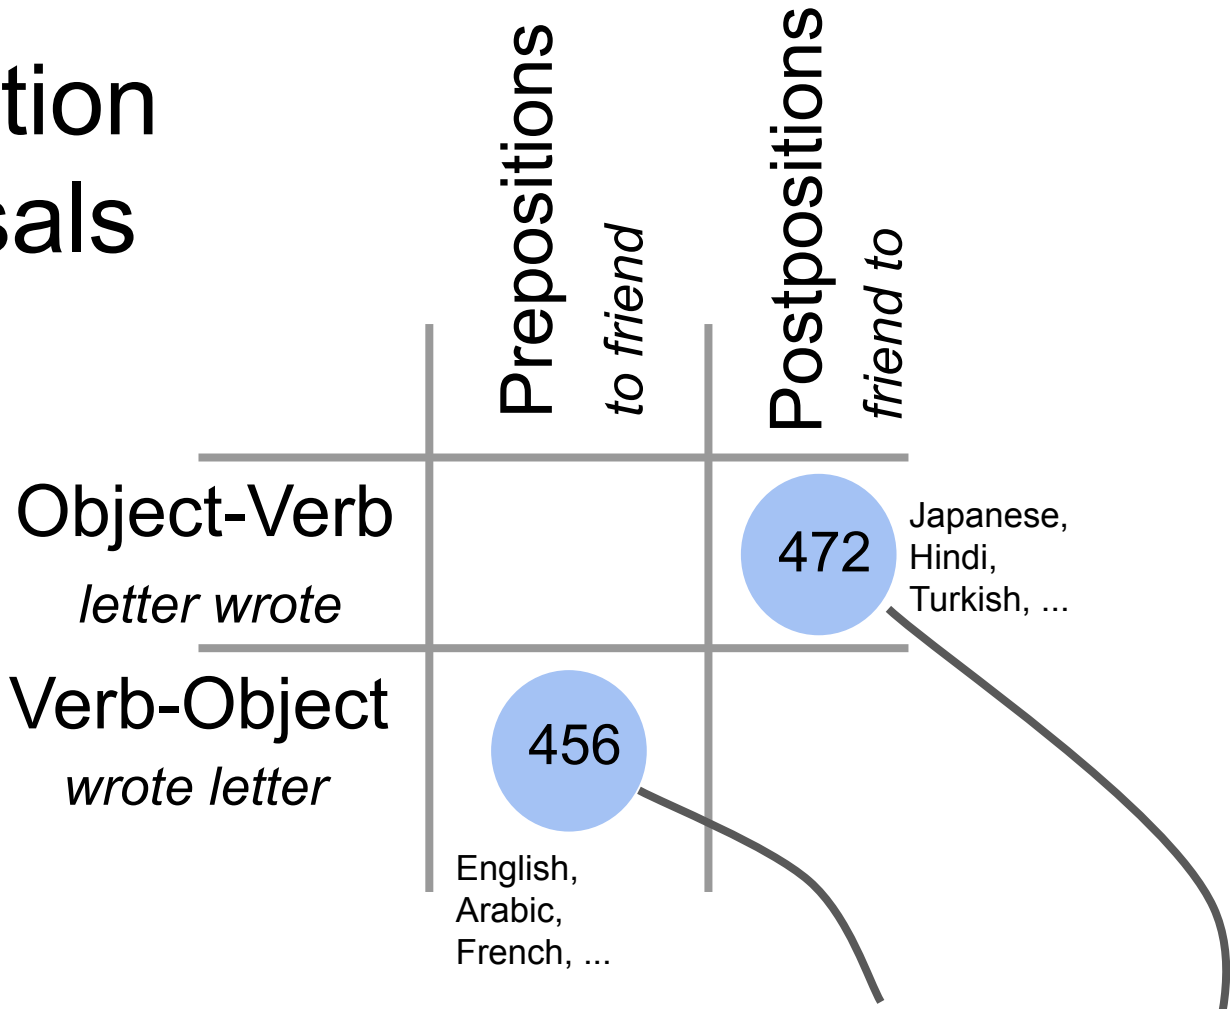 tion
sals
Prepositions
to friend
Postpositions
friend to
Object-Verb
letter wrote
472
Japanese,
Hindi,
Turkish, ...
Verb-Object
wrote letter
456
English,
Arabic,
French, ...